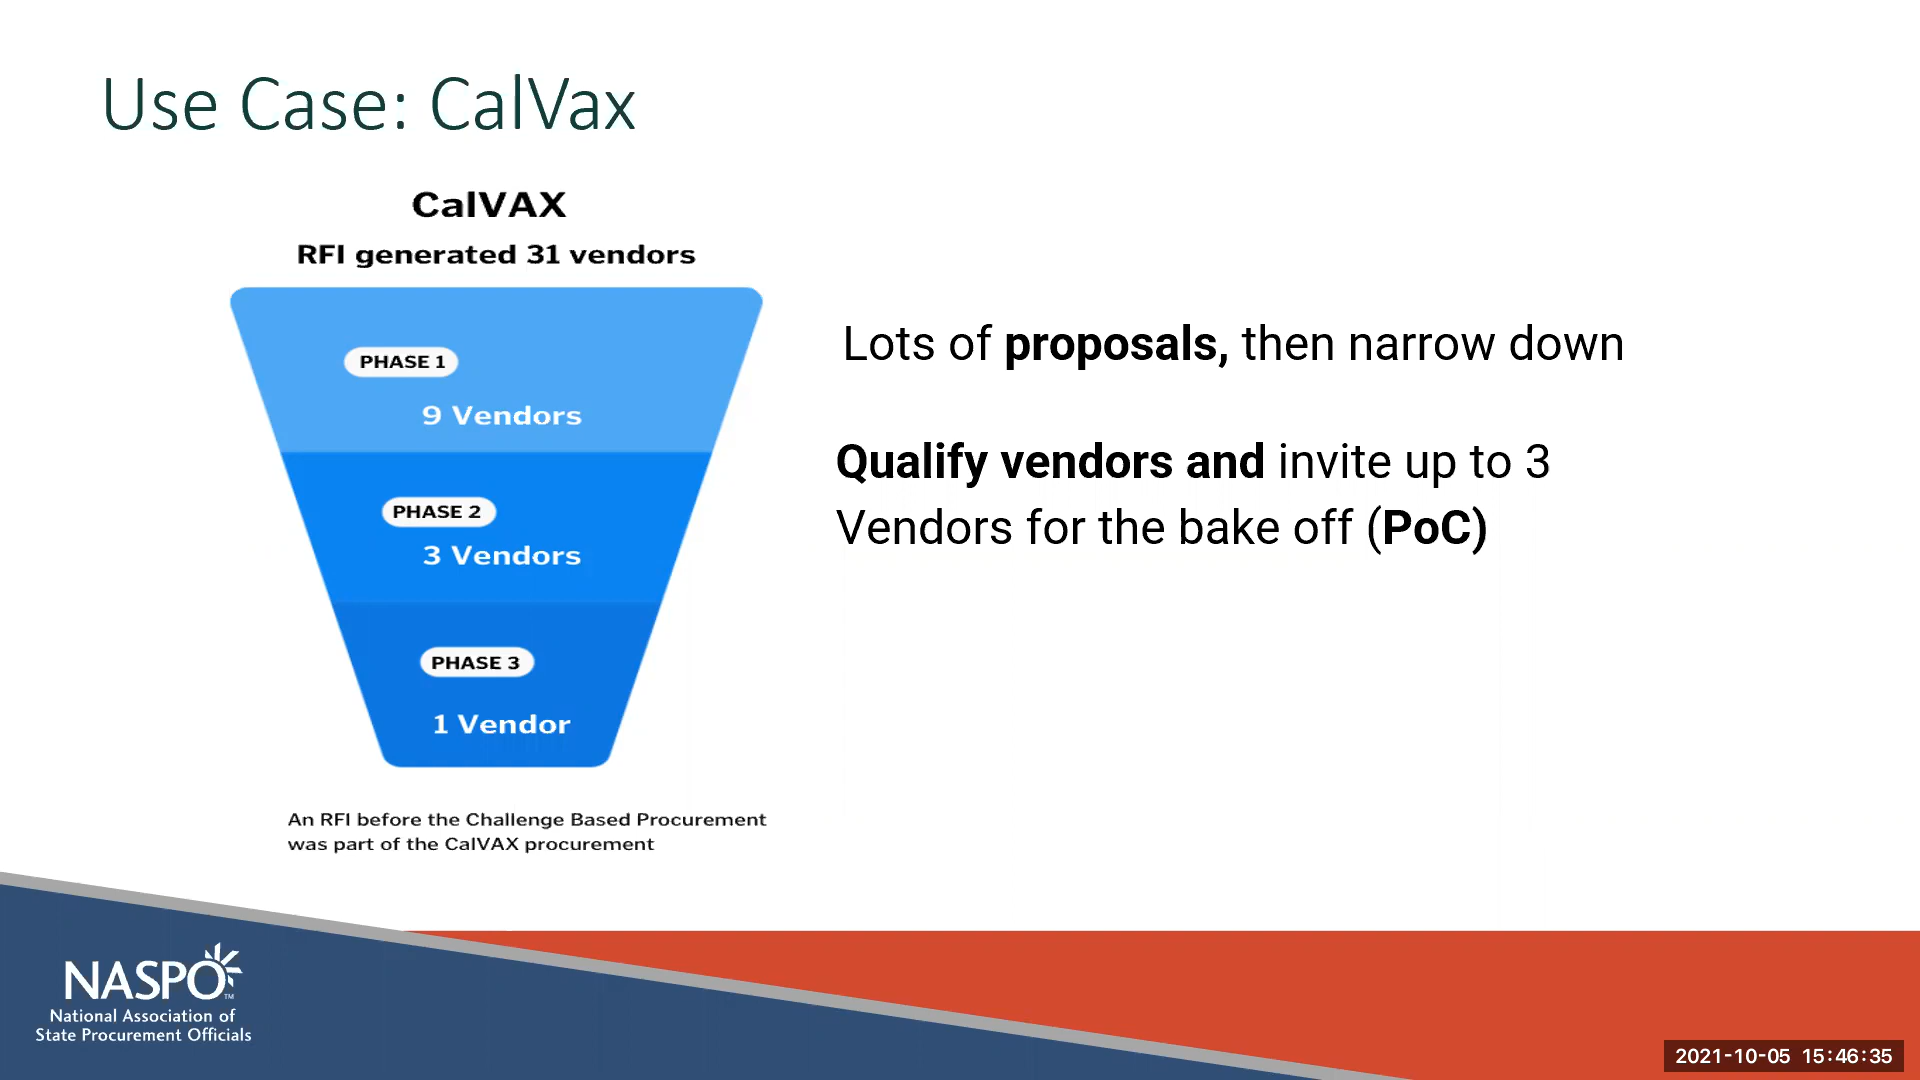 Use Case: CalVax
CalVAX
RFI generated 31 vendors
PHASE 1
9 Vendors
PHASE 2
3 Vendors
PHASE 3
1 Vendor
An RFI before the Challenge Based Procurement
was part of the CalVAX procurement
Lots of proposals, then narrow down
Qualify vendors and invite up to 3
Vendors for the bake off (PoC)
NASPO™
National Association of
State Procurement Officials
2021-10-05 15:46:35